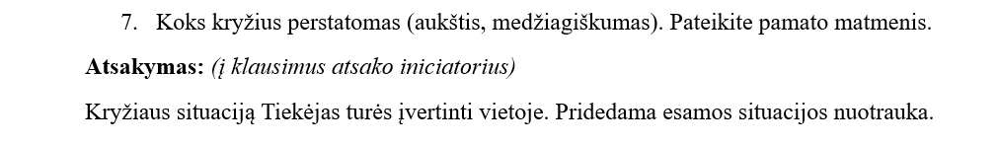 7. Koks kryžius perstatomas (aukštis, medžiagiškumas). Pateikite pamato matmenis.
Atsakymas: (į klausimus atsako iniciatorius)
Kryžiaus situaciją Tiekėjas turės įvertinti vietoje. Pridedama esamos situacijos nuotrauka.